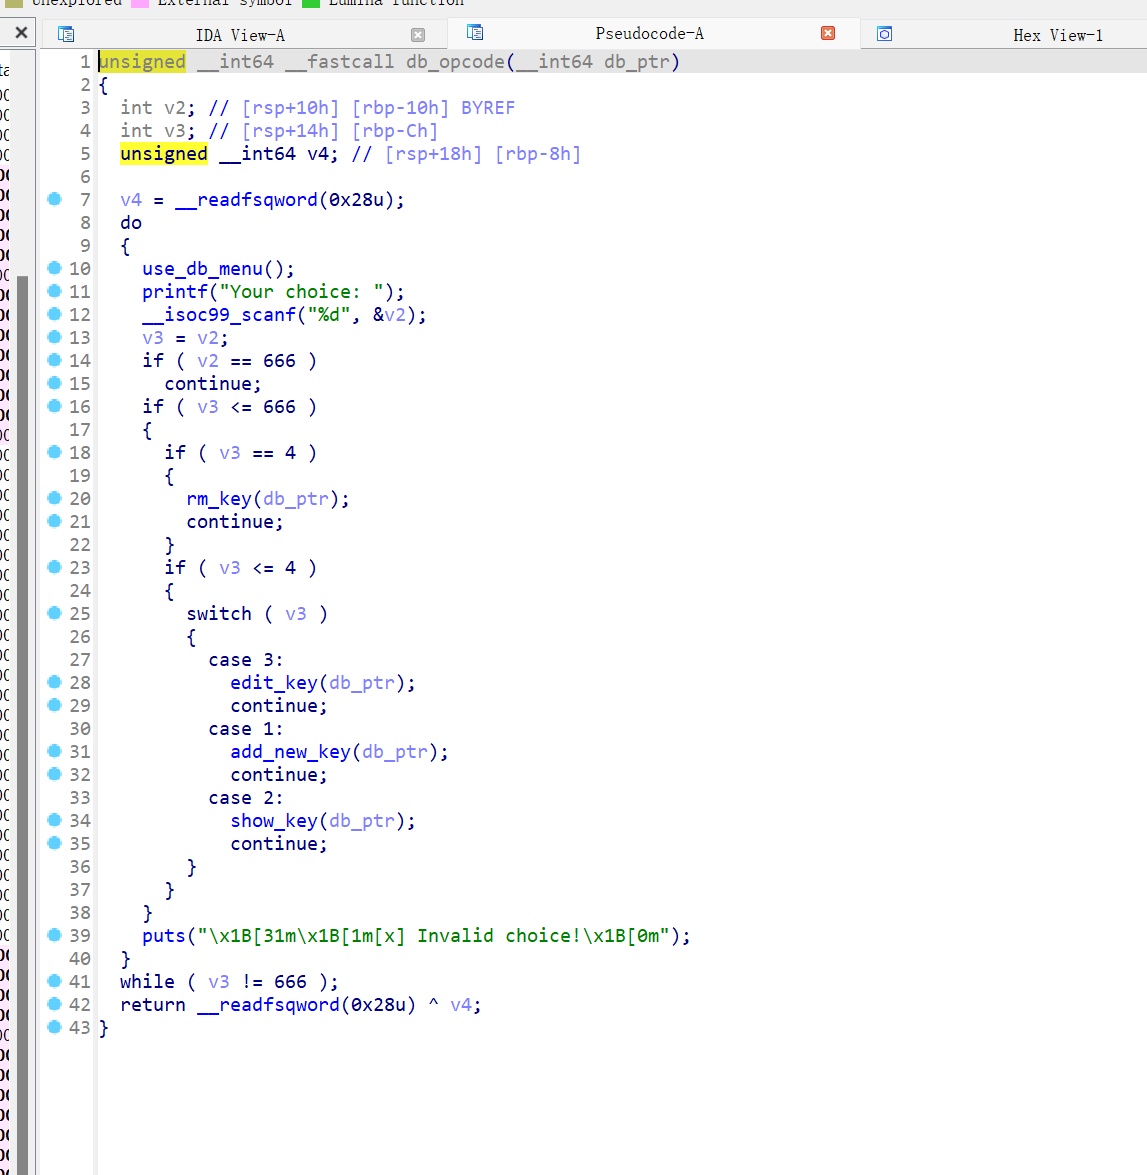 Unexplored External symbol Lumina function
IDA View-A Pseudocode-A Hex View-1
1 unsigned __int64 __fastcall db_opcode(__int64 db_ptr)
2 {
3 int v2; // [rsp+10h] [rbp-10h] BYREF
4 int v3; // [rsp+14h] [rbp-Ch]
5 unsigned __int64 v4; // [rsp+18h] [rbp-8h]
6
7 v4 = __readfsqword(0x28u);
8 do
9 {
10 use_db_menu();
11 printf("Your choice: ");
12 __isoc99_scanf("%d", &v2);
13 v3 = v2;
14 if ( v2 == 666 )
15 continue;
16 if ( v3 <= 666 )
17 {
18 if ( v3 == 4 )
19 {
20 rm_key(db_ptr);
21 continue;
22 }
23 if ( v3 <= 4 )
24 {
25 switch ( v3 )
26 {
27 case 3:
28 edit_key(db_ptr);
29 continue;
30 case 1:
31 add_new_key(db_ptr);
32 continue;
33 case 2:
34 show_key(db_ptr);
35 continue;
36 }
37 }
38 }
39 puts("\x1B[31m\x1B[1m[x] Invalid choice!\x1B[0m");
40 }
41 while ( v3 != 666 );
42 return __readfsqword(0x28u) ^ v4;
43 }